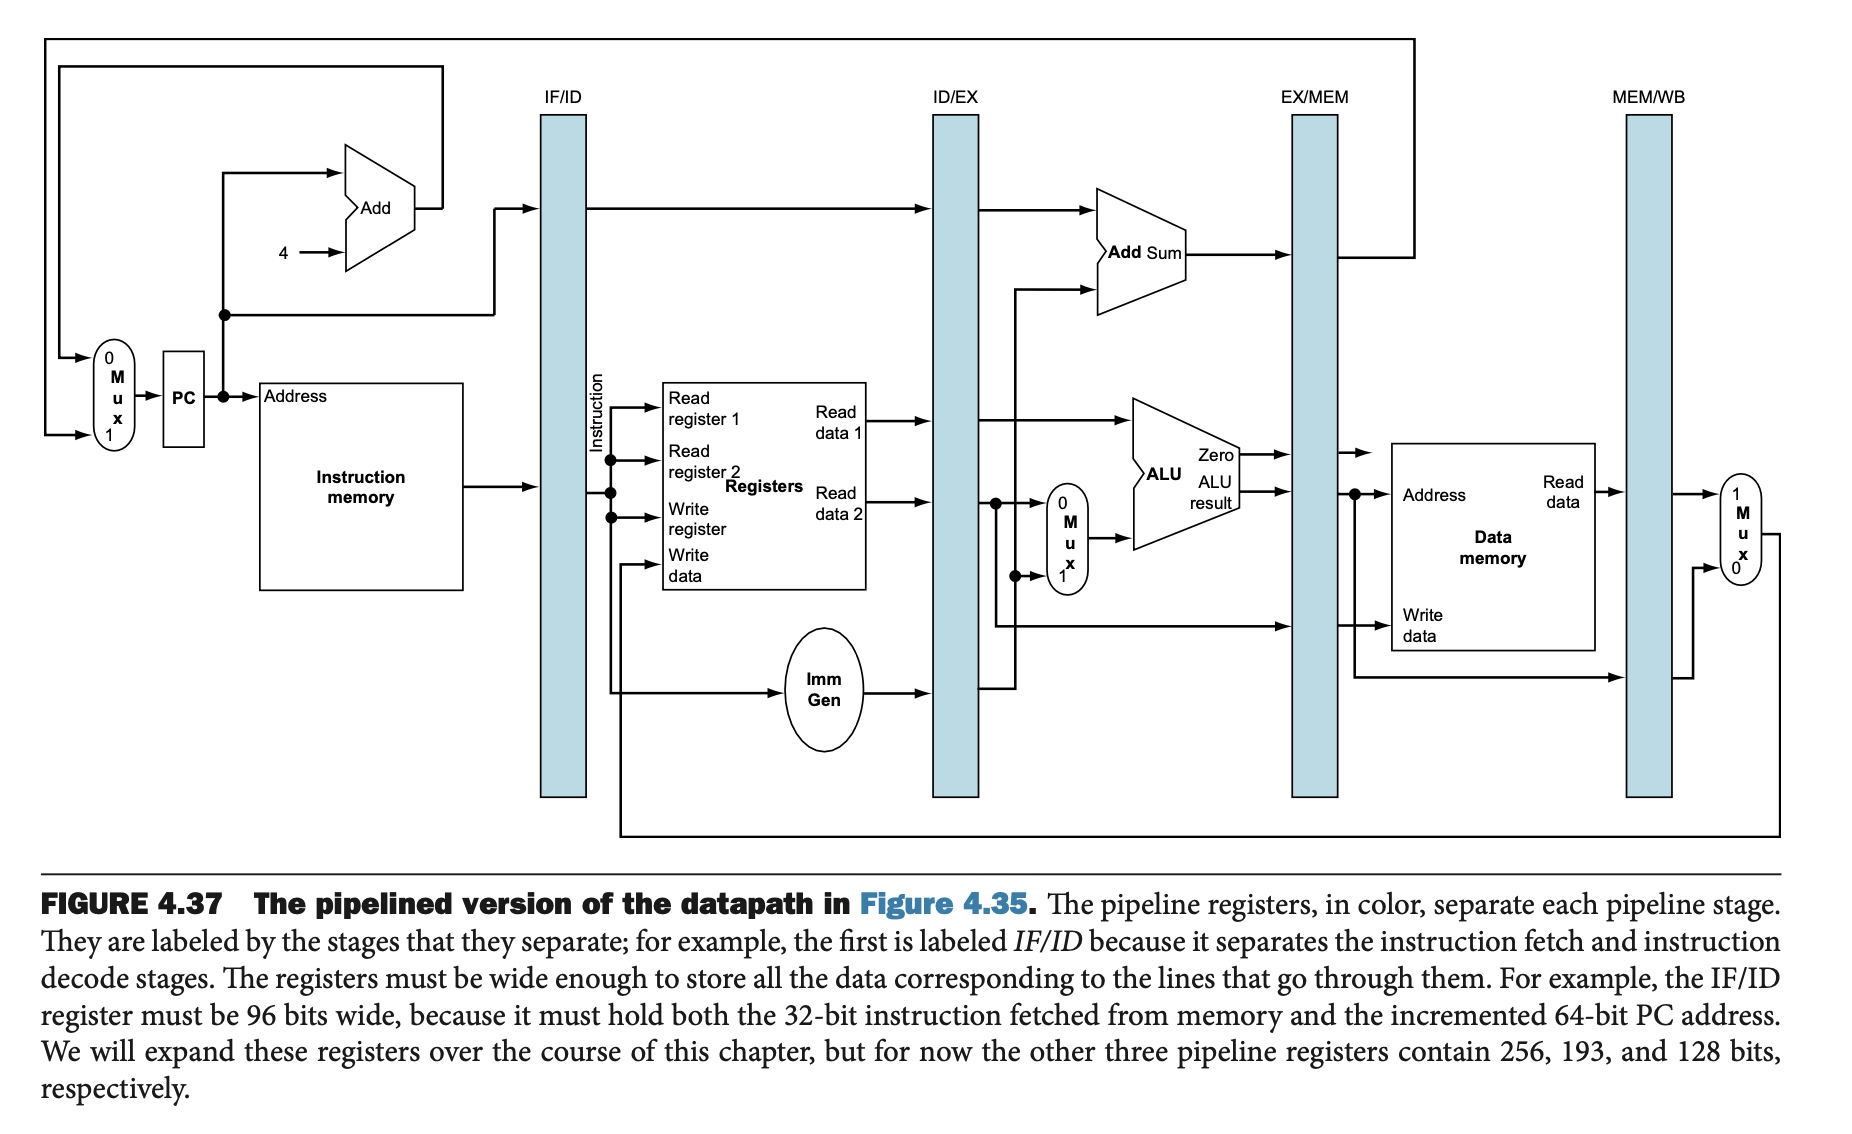 IF/ID
ID/EX
EX/MEM
MEM/WB
Add
4
Add Sum
0
M
u
x
1
PC
Address
Instruction
memory
Instruction
Read
register 1
Read
register 2
Write
register
Write
data
Registers
Read
data 1
Read
data 2
Imm
Gen
0
M
u
x
1
ALU
Zero
ALU
result
Address
Read
data
Data
memory
Write
data
1
M
u
x
0
FIGURE 4.37 The pipelined version of the datapath in Figure 4.35. The pipeline registers, in color, separate each pipeline stage.
They are labeled by the stages that they separate; for example, the first is labeled IF/ID because it separates the instruction fetch and instruction
decode stages. The registers must be wide enough to store all the data corresponding to the lines that go through them. For example, the IF/ID
register must be 96 bits wide, because it must hold both the 32-bit instruction fetched from memory and the incremented 64-bit PC address.
We will expand these registers over the course of this chapter, but for now the other three pipeline registers contain 256, 193, and 128 bits,
respectively.